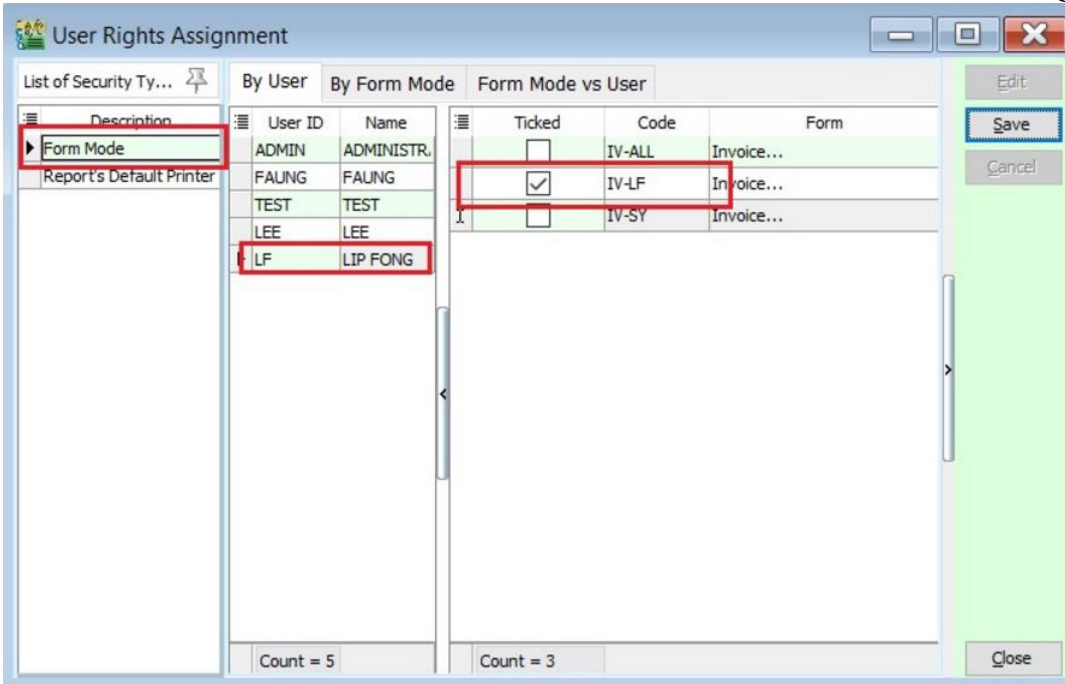 User Rights Assignment
List of Security Ty...
By User By Form Mode Form Mode vs User
Edit
Description
User ID Name
Ticked Code Form
Save
Form Mode
ADMIN ADMINISTR
IV-ALL Invoice...
Cancel
Report's Default Printer
FAUNG FAUNG
IV-LF Invoice...
TEST TEST
IV-SY Invoice...
LEE LEE
LF LIP FONG
Count = 5
Count = 3
Close